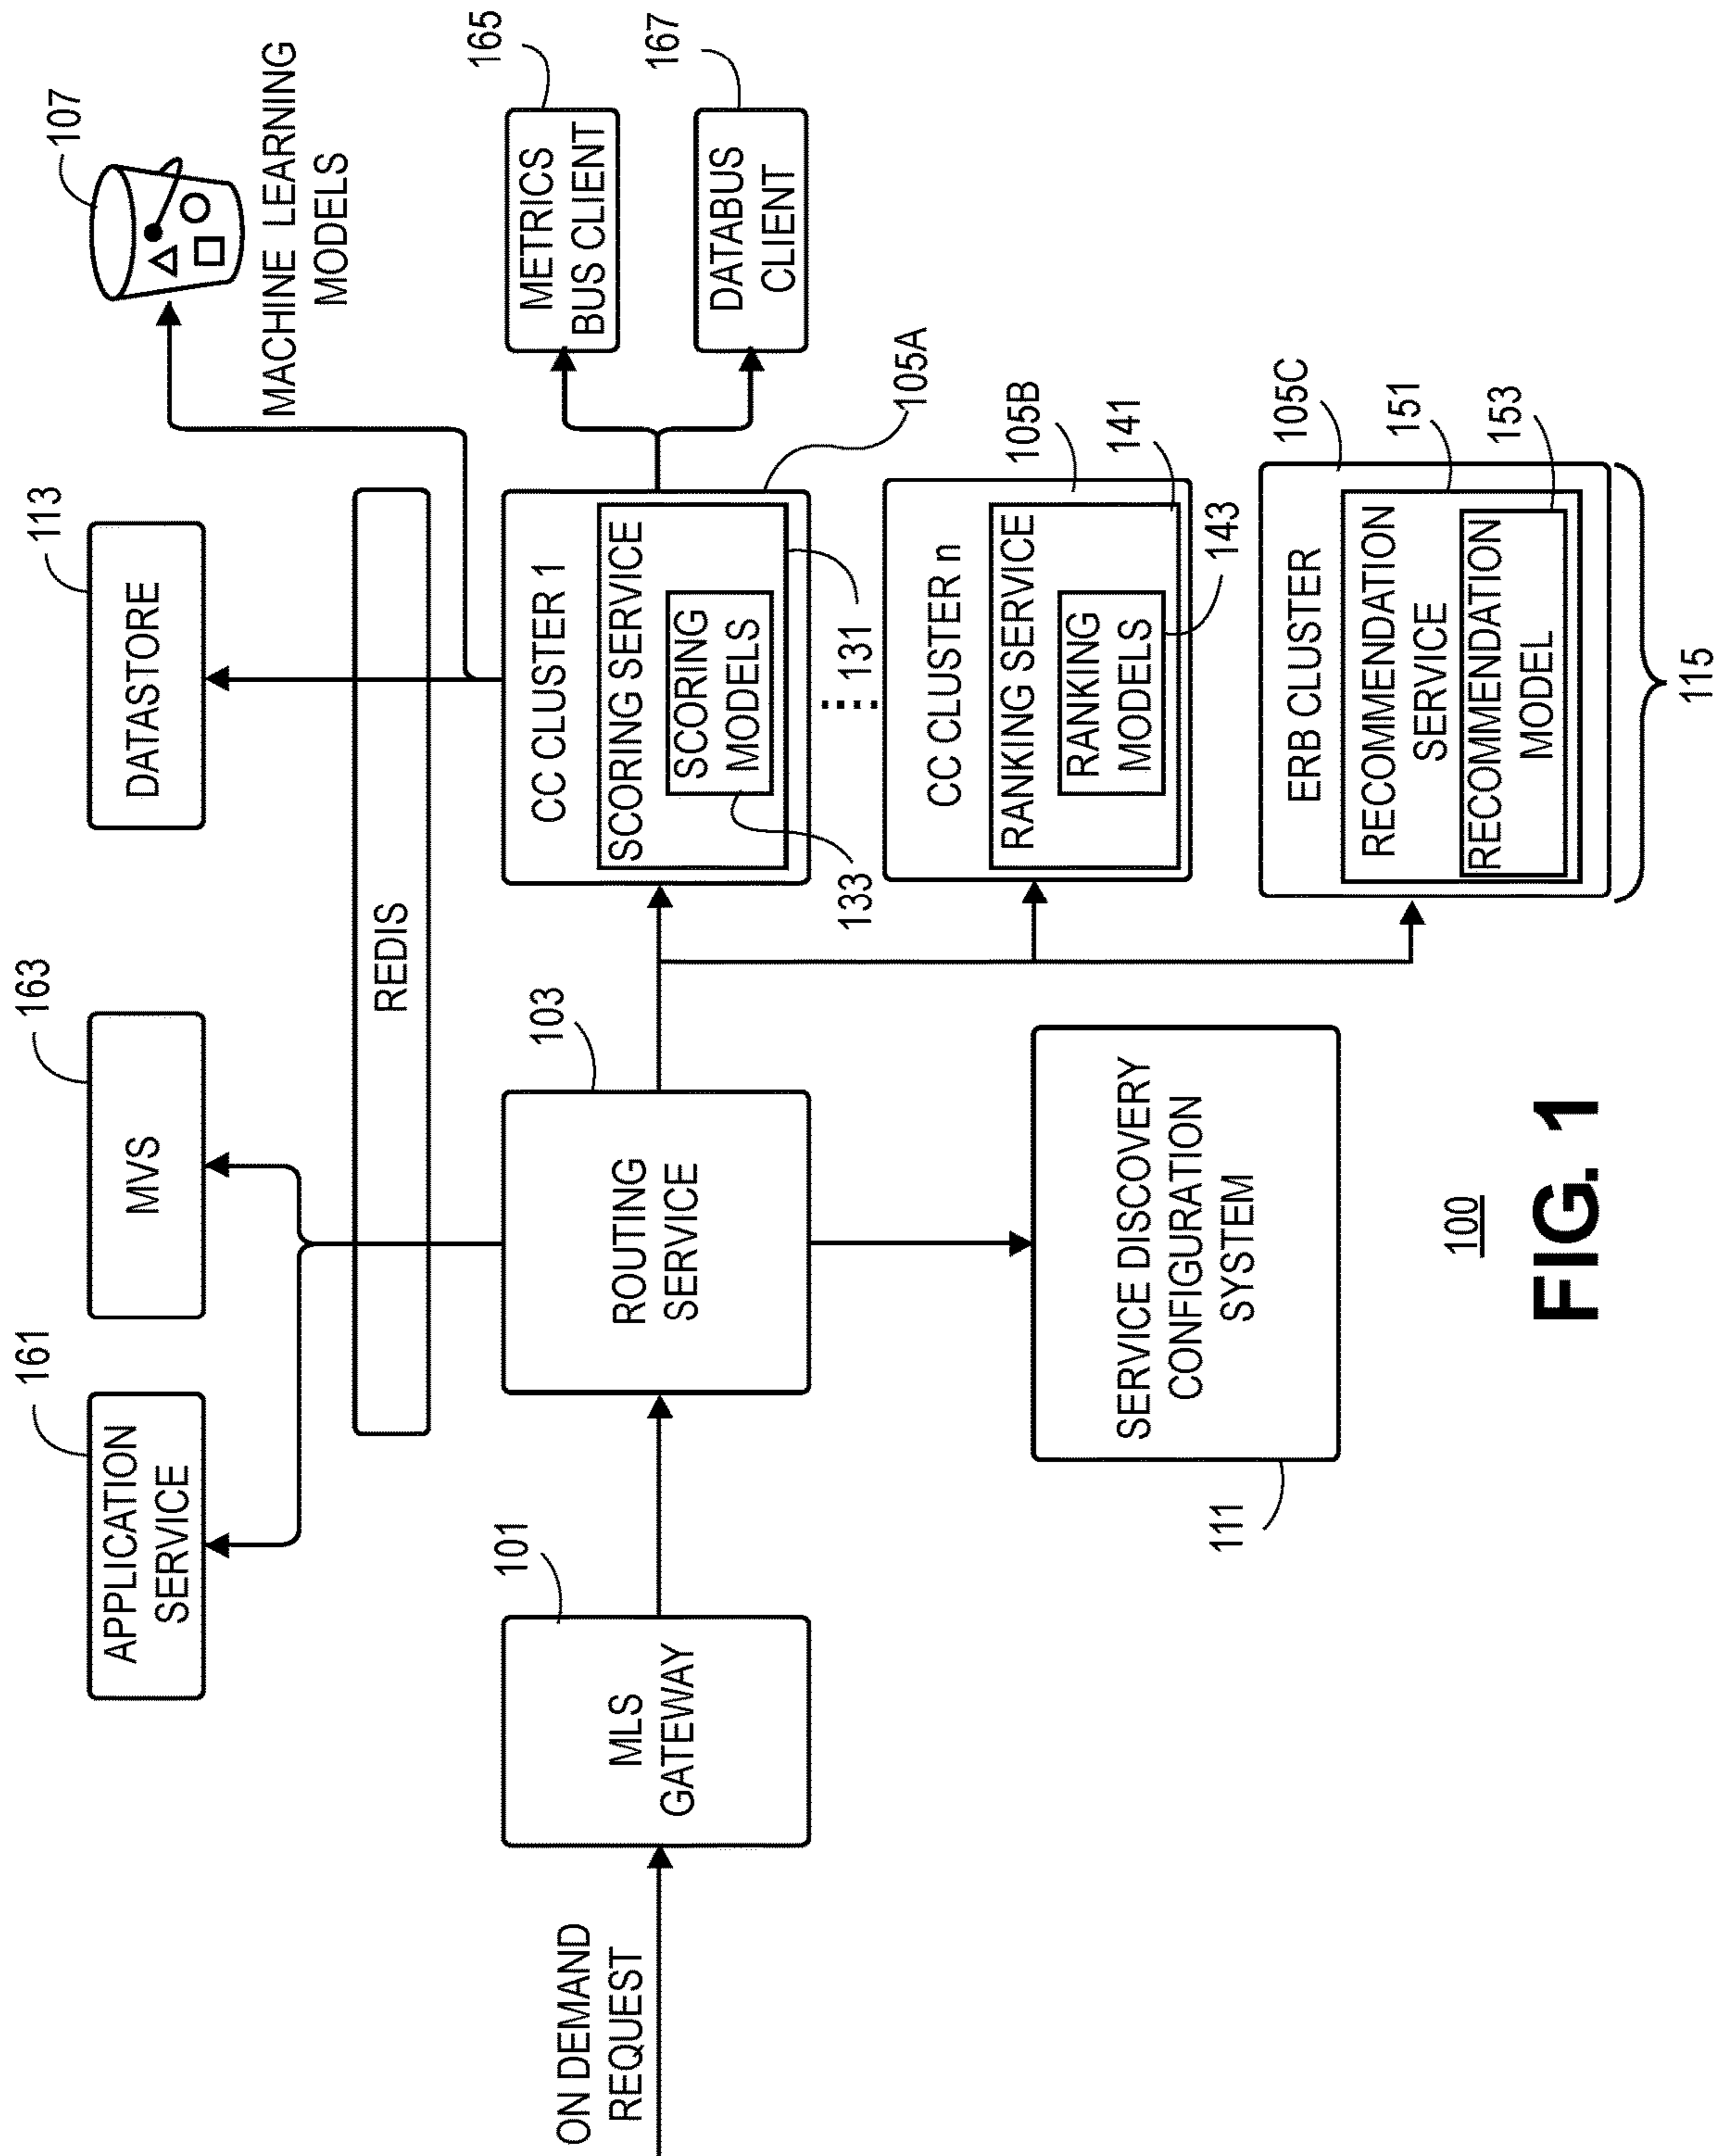 161
APPLICATION
SERVICE
163
MVS
113
DATASTORE
107
MACHINE LEARNING
MODELS
REDIS
165
METRICS
BUS CLIENT
167
DATABUS
CLIENT
ON DEMAND
REQUEST
101
MLS
GATEWAY
103
ROUTING
SERVICE
CC CLUSTER 1
SCORING SERVICE
SCORING
MODELS
133
131
105A
CC CLUSTER n
RANKING SERVICE
RANKING
MODELS
105B
141
143
111
SERVICE DISCOVERY
CONFIGURATION
SYSTEM
ERB CLUSTER
RECOMMENDATION
SERVICE
RECOMMENDATION
MODEL
105C
151
153
115
100
FIG. 1